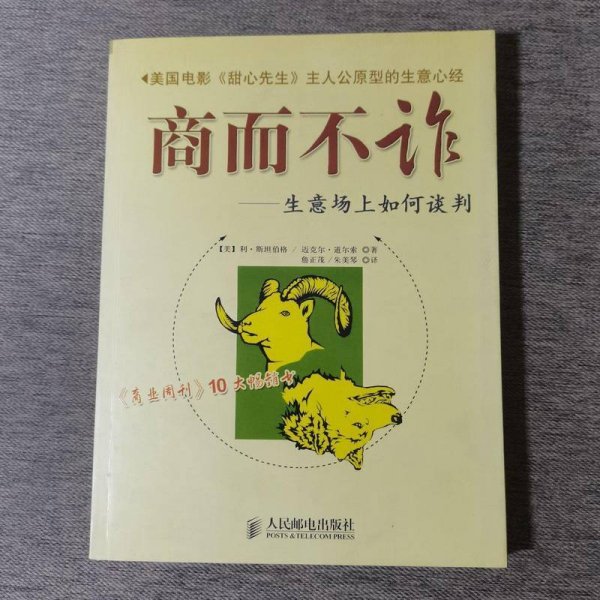 ◀美国电影《甜心先生》主人公原型的生意心经
商而不诈
——生意场上如何谈判
【美】利·斯坦伯格／迈克尔·道尔索 ◎著
鲁正茂／朱美琴 ◎译
《商业周刊》10大畅销书
人民邮电出版社
POSTS & TELECOM PRESS